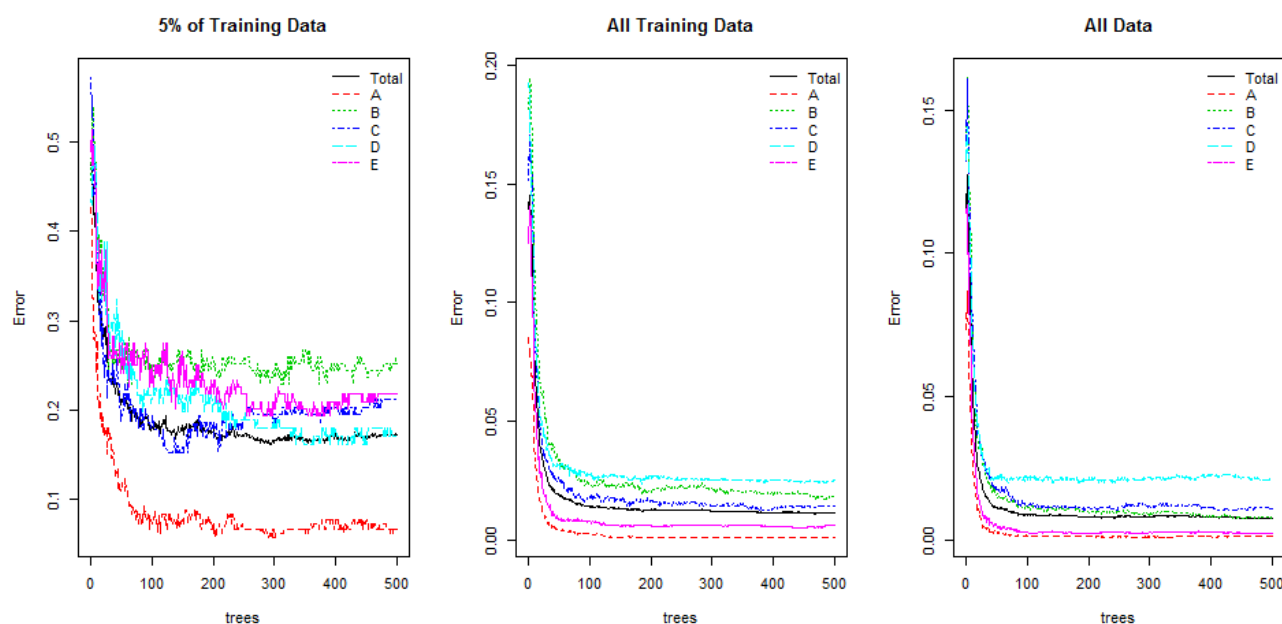 5% of Training Data
Error
0.1
0.2
0.3
0.4
0.5
Total
A
B
C
D
E
0
100
200
300
400
500
trees
All Training Data
Error
0.00
0.05
0.10
0.15
0.20
Total
A
B
C
D
E
0
100
200
300
400
500
trees
All Data
Error
0.00
0.05
0.10
0.15
Total
A
B
C
D
E
0
100
200
300
400
500
trees